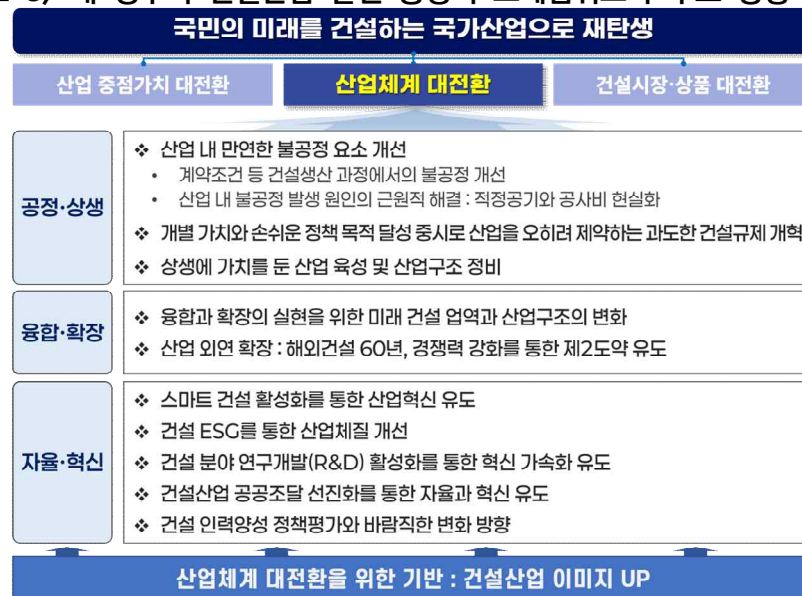 국민의 미래를 건설하는 국가산업으로 재탄생
산업 중점가치 대전환
산업체계 대전환
건설시장·상품 대전환
공정·상생
❖ 산업 내 만연한 불공정 요소 개선
• 계약조건 등 건설생산 과정에서의 불공정 개선
• 산업 내 불공정 발생 원인의 근원적 해결 : 적정공기와 공사비 현실화
❖ 개별 가치와 손쉬운 정책 목적 달성 중시로 산업을 오히려 제약하는 과도한 건설규제 개혁
❖ 상생에 가치를 둔 산업 육성 및 산업구조 정비
융합·확장
❖ 융합과 확장의 실현을 위한 미래 건설 업역과 산업구조의 변화
❖ 산업 외연 확장 : 해외건설 60년, 경쟁력 강화를 통한 제2도약 유도
자율·혁신
❖ 스마트 건설 활성화를 통한 산업혁신 유도
❖ 건설 ESG를 통한 산업체질 개선
❖ 건설 분야 연구개발(R&D) 활성화를 통한 혁신 가속화 유도
❖ 건설산업 공공조달 선진화를 통한 자율과 혁신 유도
❖ 건설 인력양성 정책평가와 바람직한 변화 방향
산업체계 대전환을 위한 기반 : 건설산업 이미지 UP